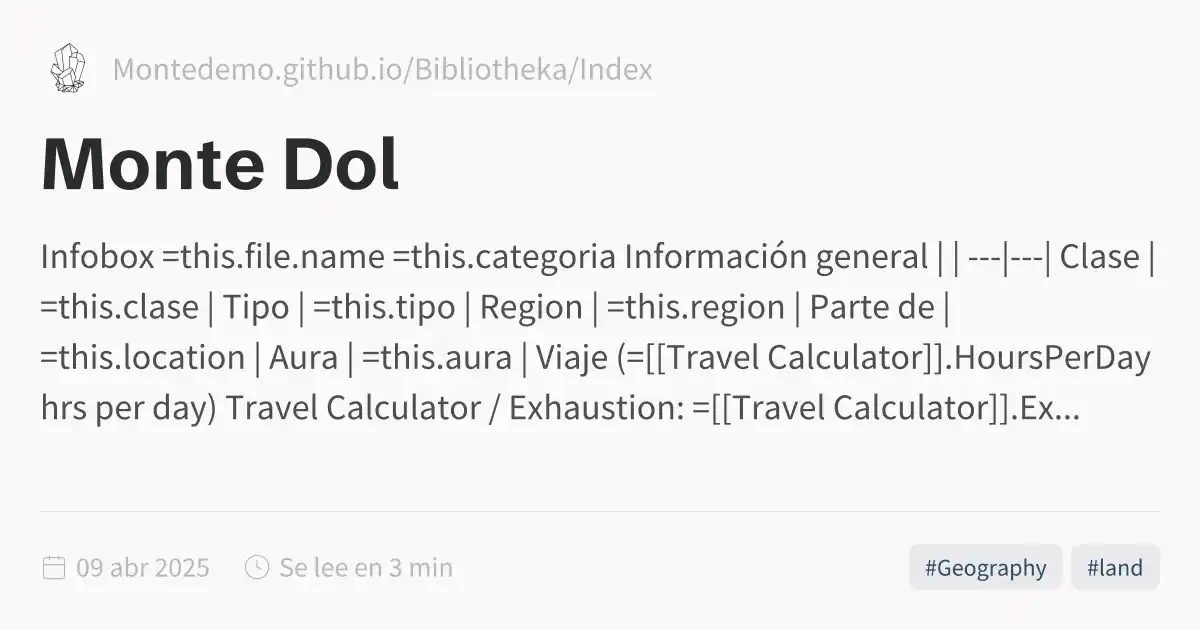 Montedemo.github.io/Bibliotheka/Index
Monte Dol
Infobox =this.file.name =this.categoria Información general | | ---|---| Clase |
=this.clase | Tipo | =this.tipo | Region | =this.region | Parte de |
=this.location | Aura | =this.aura | Viaje (=[[Travel Calculator]].HoursPerDay
hrs per day) Travel Calculator / Exhaustion: =[[Travel Calculator]].Ex...
09 abr 2025 Se lee en 3 min #Geography #land